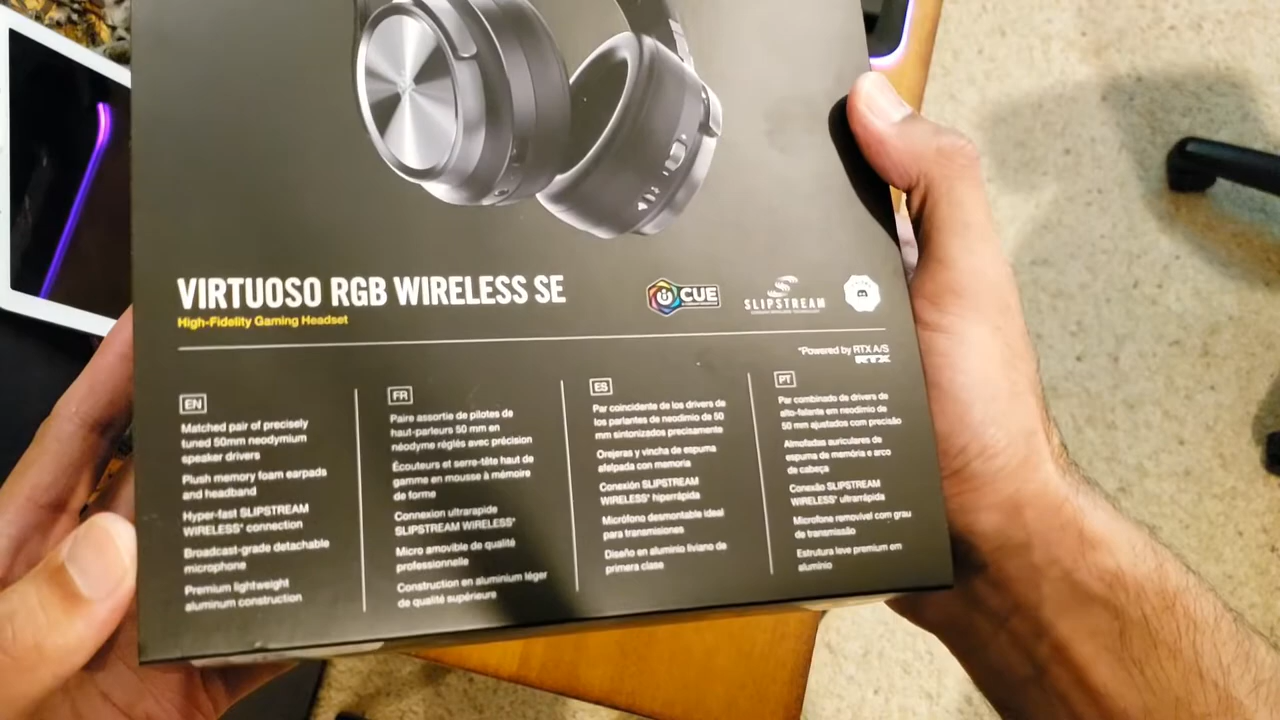 VIRTUOSO RGB WIRELESS SE
High-Fidelity Gaming Headset
CUE
SLIPSTREAM
*Powered by RTX A/S
RTX
EN
Matched pair of precisely
tuned 50mm neodymium
speaker drivers
Plush memory foam earpads
and headband
Hyper-fast SLIPSTREAM
WIRELESS* connection
Broadcast-grade detachable
microphone
Premium lightweight
aluminum construction
FR
Paire assortie de pilotes de
haut-parleurs 50 mm en
néodyme réglés avec précision
Écouteurs et serre-tête haut de
gamme en mousse à mémoire
de forme
Connexion ultrarapide
SLIPSTREAM WIRELESS*
Micro amovible de qualité
professionnelle
Construction en aluminium léger
de qualité supérieure
ES
Par coincidente de los drivers de
los parlantes de neodimio de 50
mm sintonizados precisamente
Orejeras y vincha de espuma
afelpada con memoria
Conexión SLIPSTREAM
WIRELESS* hiperrápida
Micrófono desmontable ideal
para transmisiones
Diseño en aluminio liviano de
primera clase
PT
Par combinado de drivers de
alto-falante em neodímio de
50 mm ajustados com precisão
Almofadas auriculares de
espuma de memória e arco
de cabeça
Conexão SLIPSTREAM
WIRELESS* ultrarrápida
Microfone removível com grau
de transmissão
Estrutura leve premium em
alumínio